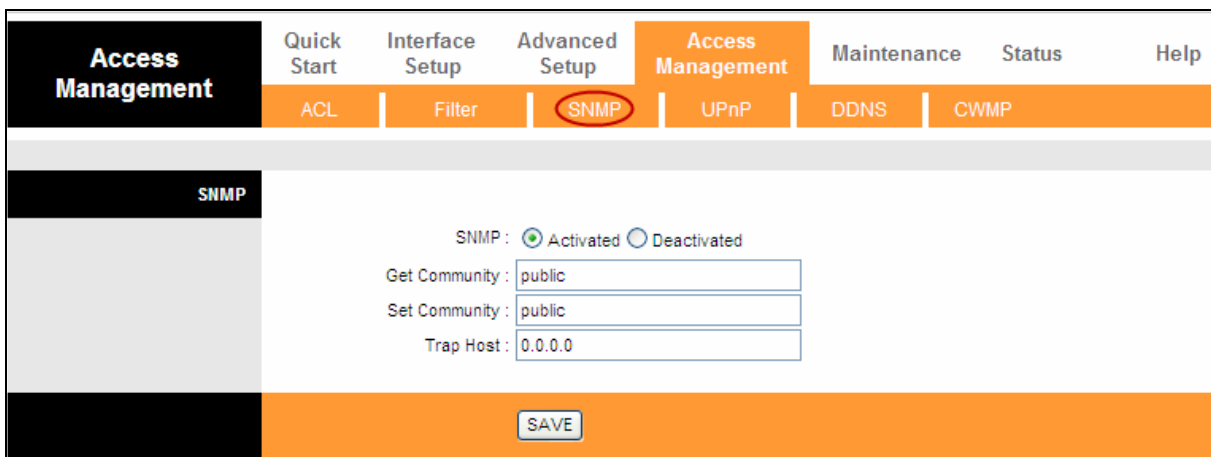 Access Management
Quick Start
Interface Setup
Advanced Setup
Access Management
Maintenance
Status
Help
ACL
Filter
SNMP
UPnP
DDNS
CWMP
SNMP
SNMP : Activated Deactivated
Get Community : public
Set Community : public
Trap Host : 0.0.0.0
SAVE